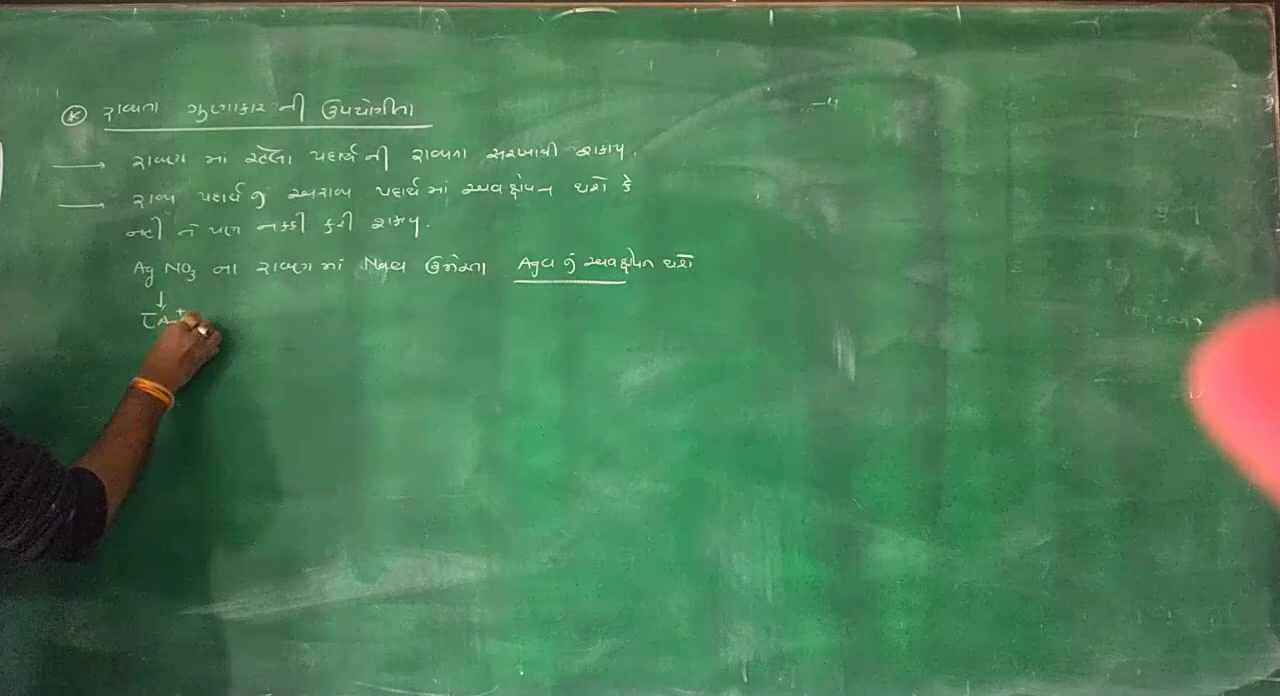 * દ્રાવ્યતા ગુણાકાર ની ઉપયોગીતા
→ દ્રાવણ માં રહેલા પદાર્થ ની દ્રાવ્યતા સરખાવી શકાય.
→ દ્રાવ્ય પદાર્થ નું અદ્રાવ્ય પદાર્થ માં અવક્ષેપન થશે કે
નહી તે પણ નક્કી કરી શકાય.
AgNO₃ ના દ્રાવણ માં NaCl ઉમેરતા AgCl નું અવક્ષેપન થશે
↓
[A +